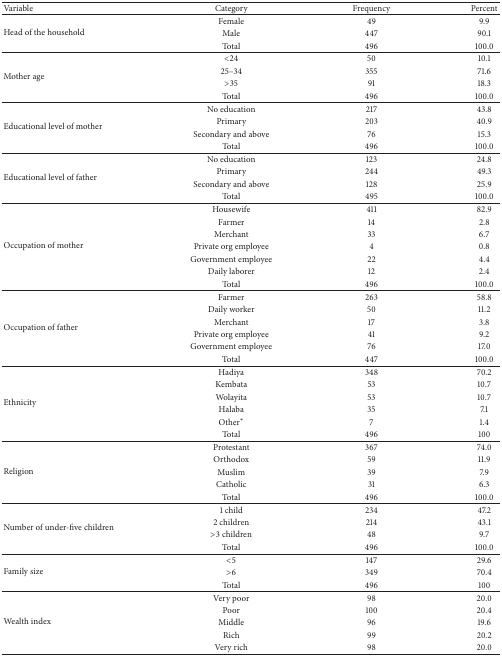 Variable Category Frequency Percent
Female 49 9.9
Head of the household Male 447 90.1
Total 496 100.0
<24 50 10.1
Mother age 25–34 355 71.6
>35 91 18.3
Total 496 100.0
No education 217 43.8
Educational level of mother Primary 203 40.9
Secondary and above 76 15.3
Total 496 100.0
No education 123 24.8
Educational level of father Primary 244 49.3
Secondary and above 128 25.9
Total 495 100.0
Housewife 411 82.9
Farmer 14 2.8
Merchant 33 6.7
Occupation of mother Private org employee 4 0.8
Government employee 22 4.4
Daily laborer 12 2.4
Total 496 100.0
Farmer 263 58.8
Daily worker 50 11.2
Occupation of father Merchant 17 3.8
Private org employee 41 9.2
Government employee 76 17.0
Total 447 100.0
Hadiya 348 70.2
Kembata 53 10.7
Ethnicity Wolayita 53 10.7
Halaba 35 7.1
Other* 7 1.4
Total 496 100
Protestant 367 74.0
Orthodox 59 11.9
Religion Muslim 39 7.9
Catholic 31 6.3
Total 496 100.0
1 child 234 47.2
Number of under-five children 2 children 214 43.1
>3 children 48 9.7
Total 496 100.0
<5 147 29.6
Family size >6 349 70.4
Total 496 100
Very poor 98 20.0
Poor 100 20.4
Wealth index Middle 96 19.6
Rich 99 20.2
Very rich 98 20.0